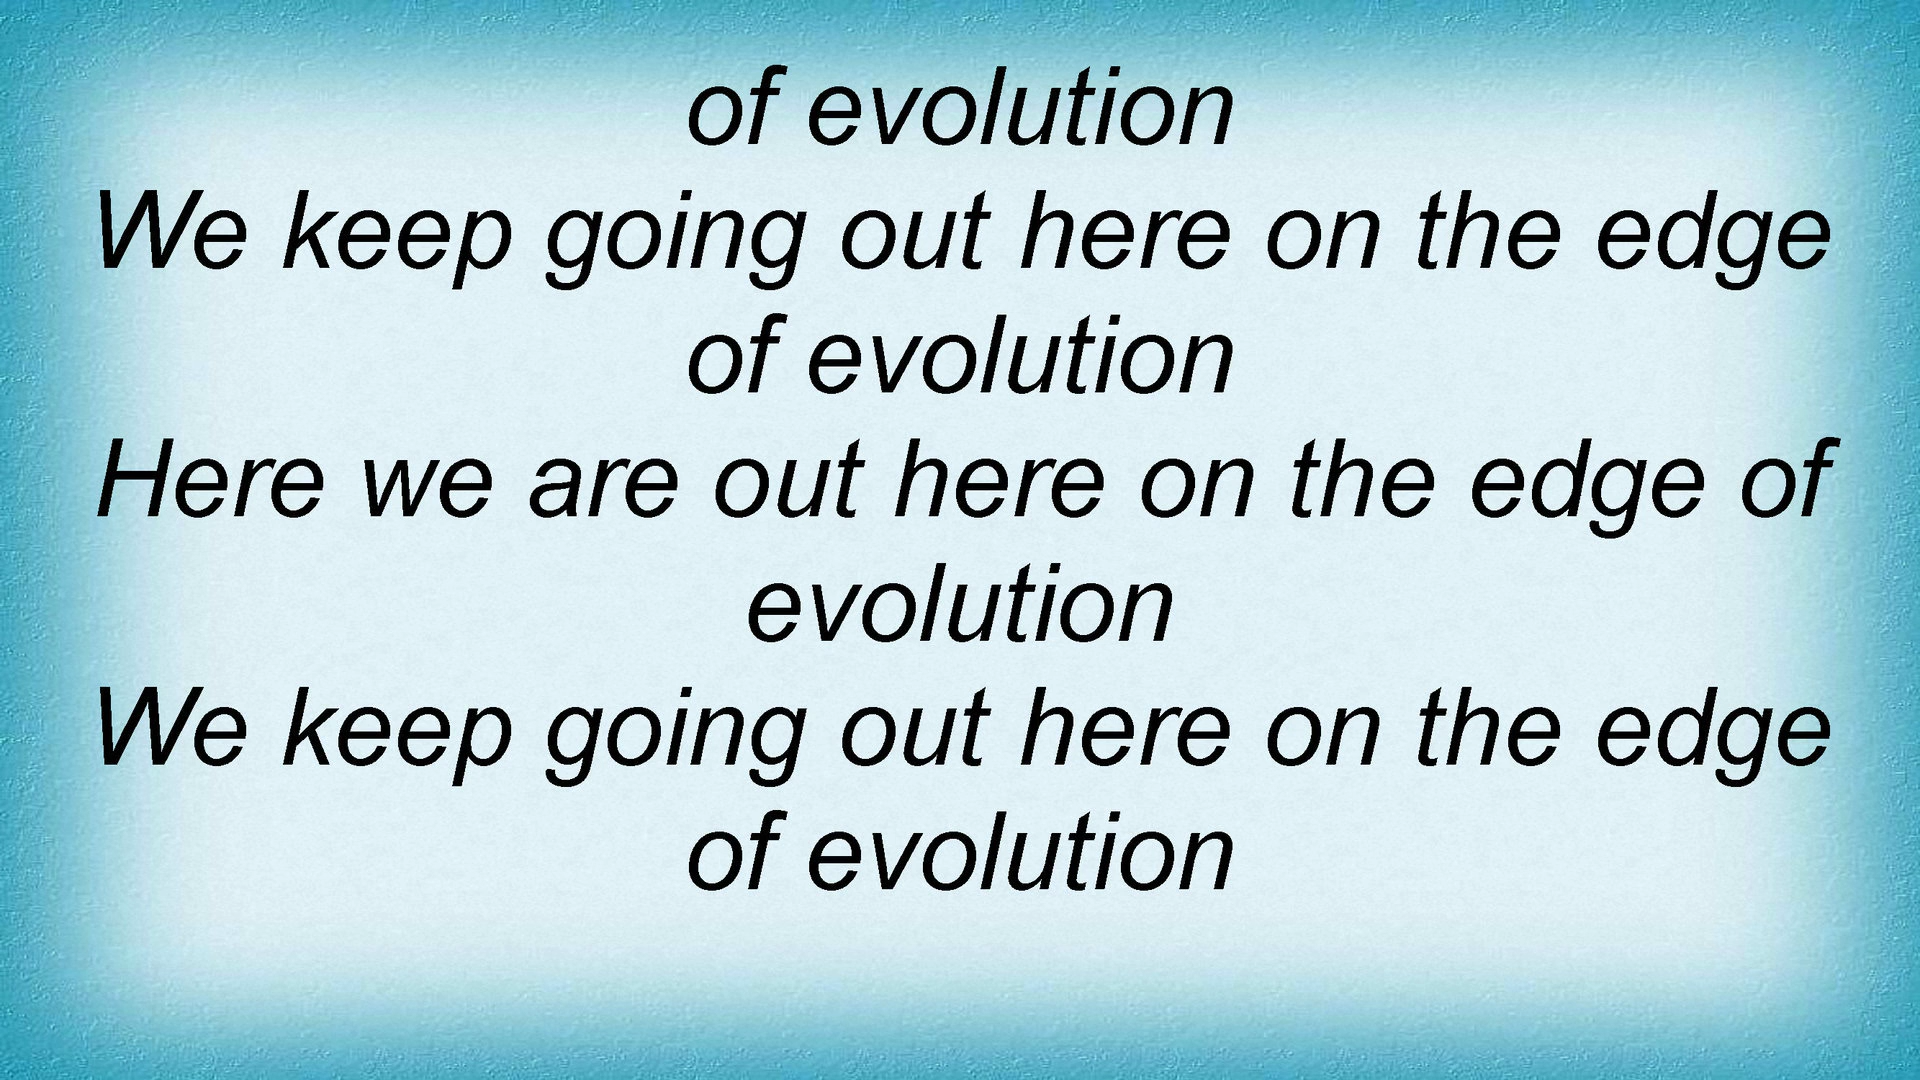 of evolution
We keep going out here on the edge
of evolution
Here we are out here on the edge of
evolution
We keep going out here on the edge
of evolution